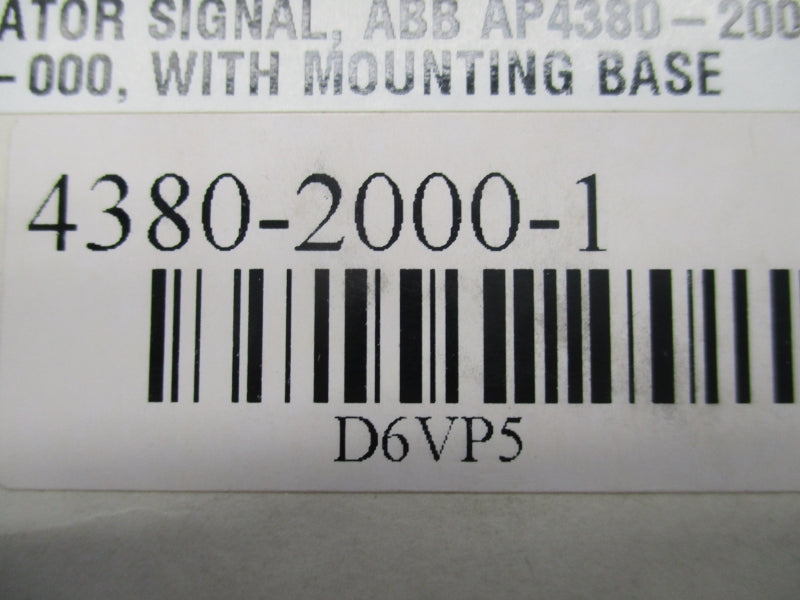 ATOR SIGNAL, ABB AP4380-200
-000, WITH MOUNTING BASE
4380-2000-1
D6VP5